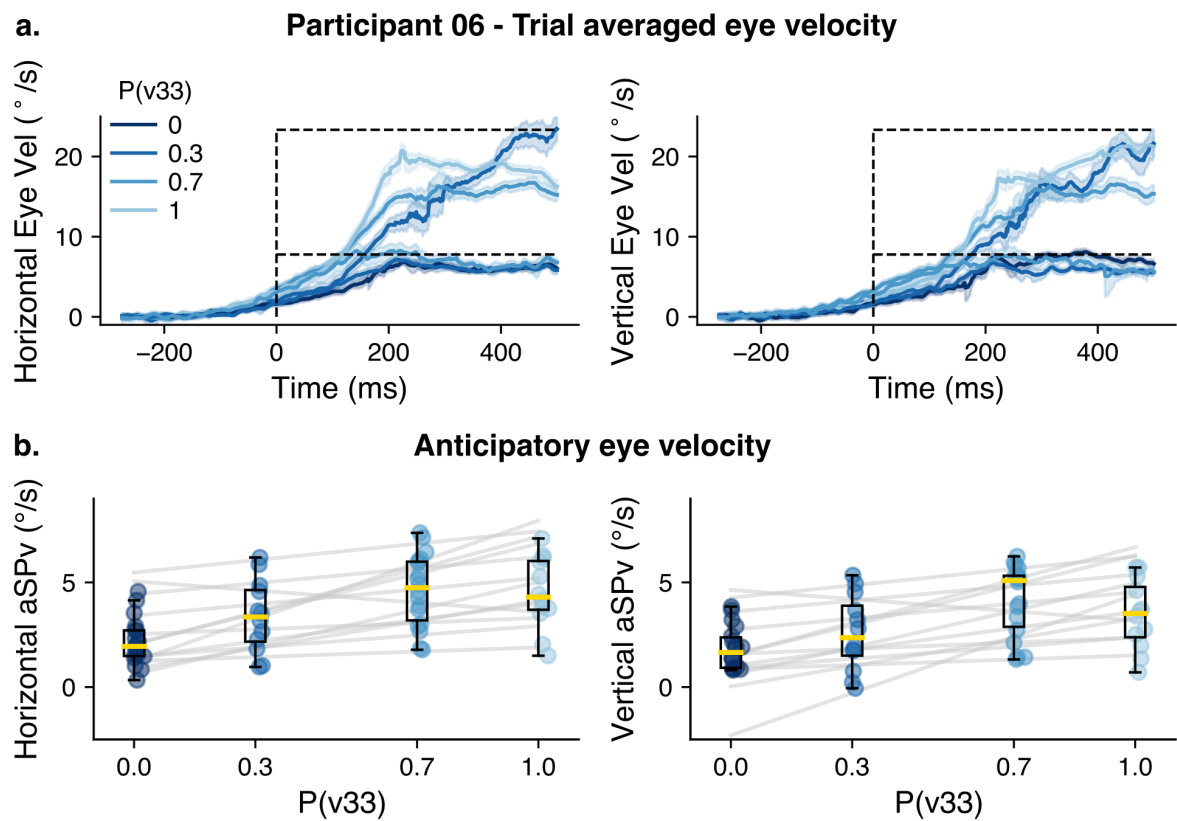 a.
Participant 06 - Trial averaged eye velocity
Horizontal Eye Vel (°/s)
P(v33)
0
0.3
0.7
1
20
10
0
−200
0
200
400
Time (ms)
Vertical Eye Vel (°/s)
20
10
0
−200
0
200
400
Time (ms)
b.
Anticipatory eye velocity
Horizontal aSPv (°/s)
5
0
0.0
0.3
0.7
1.0
P(v33)
Vertical aSPv (°/s)
5
0
0.0
0.3
0.7
1.0
P(v33)